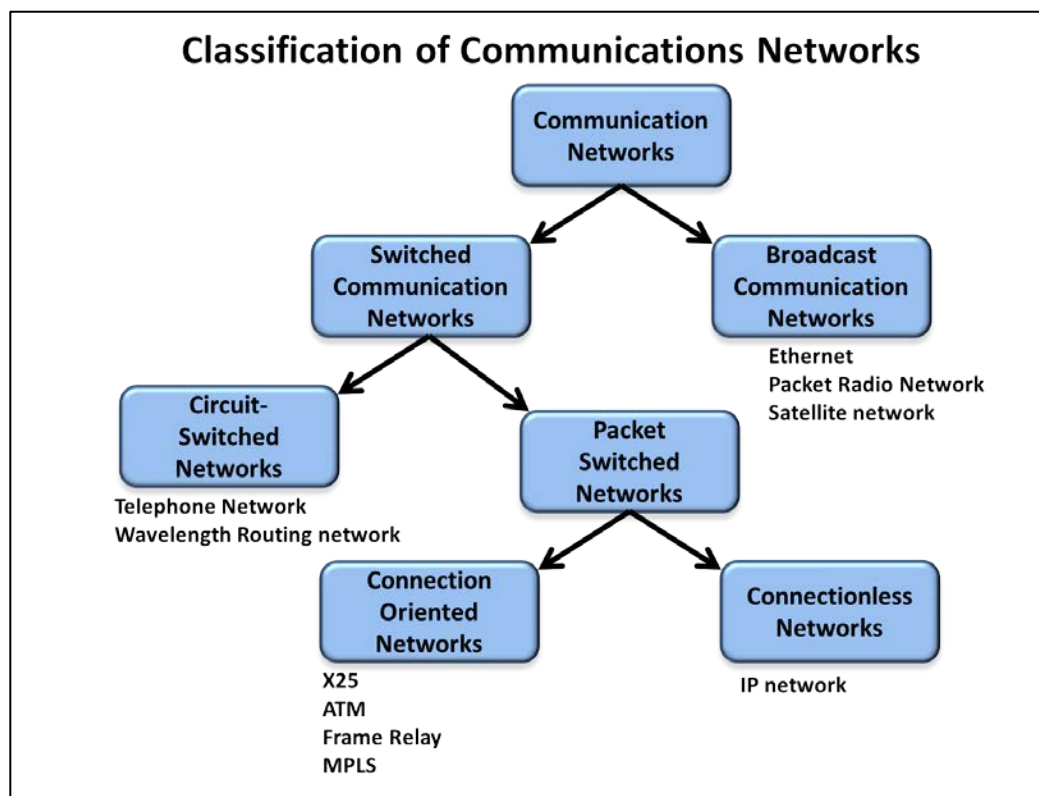 Classification of Communications Networks
Communication
Networks
Switched
Communication
Networks
Broadcast
Communication
Networks
Ethernet
Packet Radio Network
Satellite network
Circuit-
Switched
Networks
Telephone Network
Wavelength Routing network
Packet
Switched
Networks
Connection
Oriented
Networks
X25
ATM
Frame Relay
MPLS
Connectionless
Networks
IP network